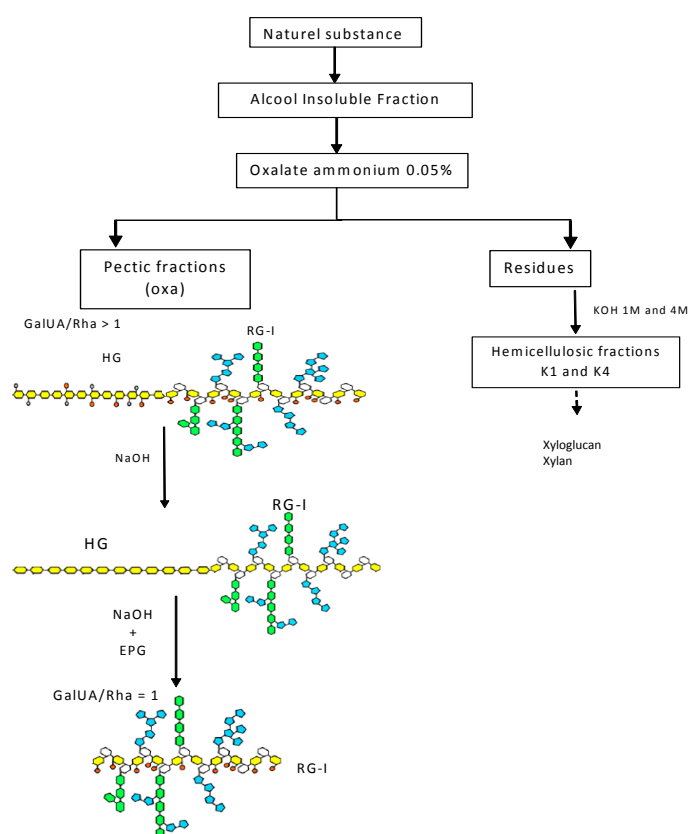 Naturel substance
Alcool Insoluble Fraction
Oxalate ammonium 0.05%
Pectic fractions
(oxa)
Residues
KOH 1M and 4M
GalUA/Rha > 1
RG-I
HG
Hemicellulosic fractions
K1 and K4
Xyloglucan
Xylan
NaOH
RG-I
HG
NaOH
+
EPG
GalUA/Rha = 1
RG-I